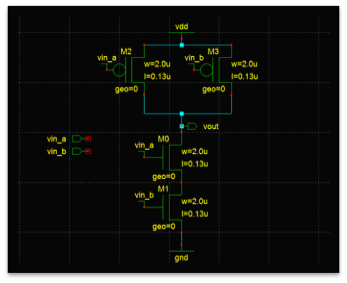 vdd
M2
M3
vin_a
vin_b
w=2.0u
w=2.0u
l=0.13u
l=0.13u
geo=0
geo=0
vout
M0
vin_a
vin_a
w=2.0u
vin_b
l=0.13u
geo=0
M1
vin_b
w=2.0u
l=0.13u
geo=0
gnd